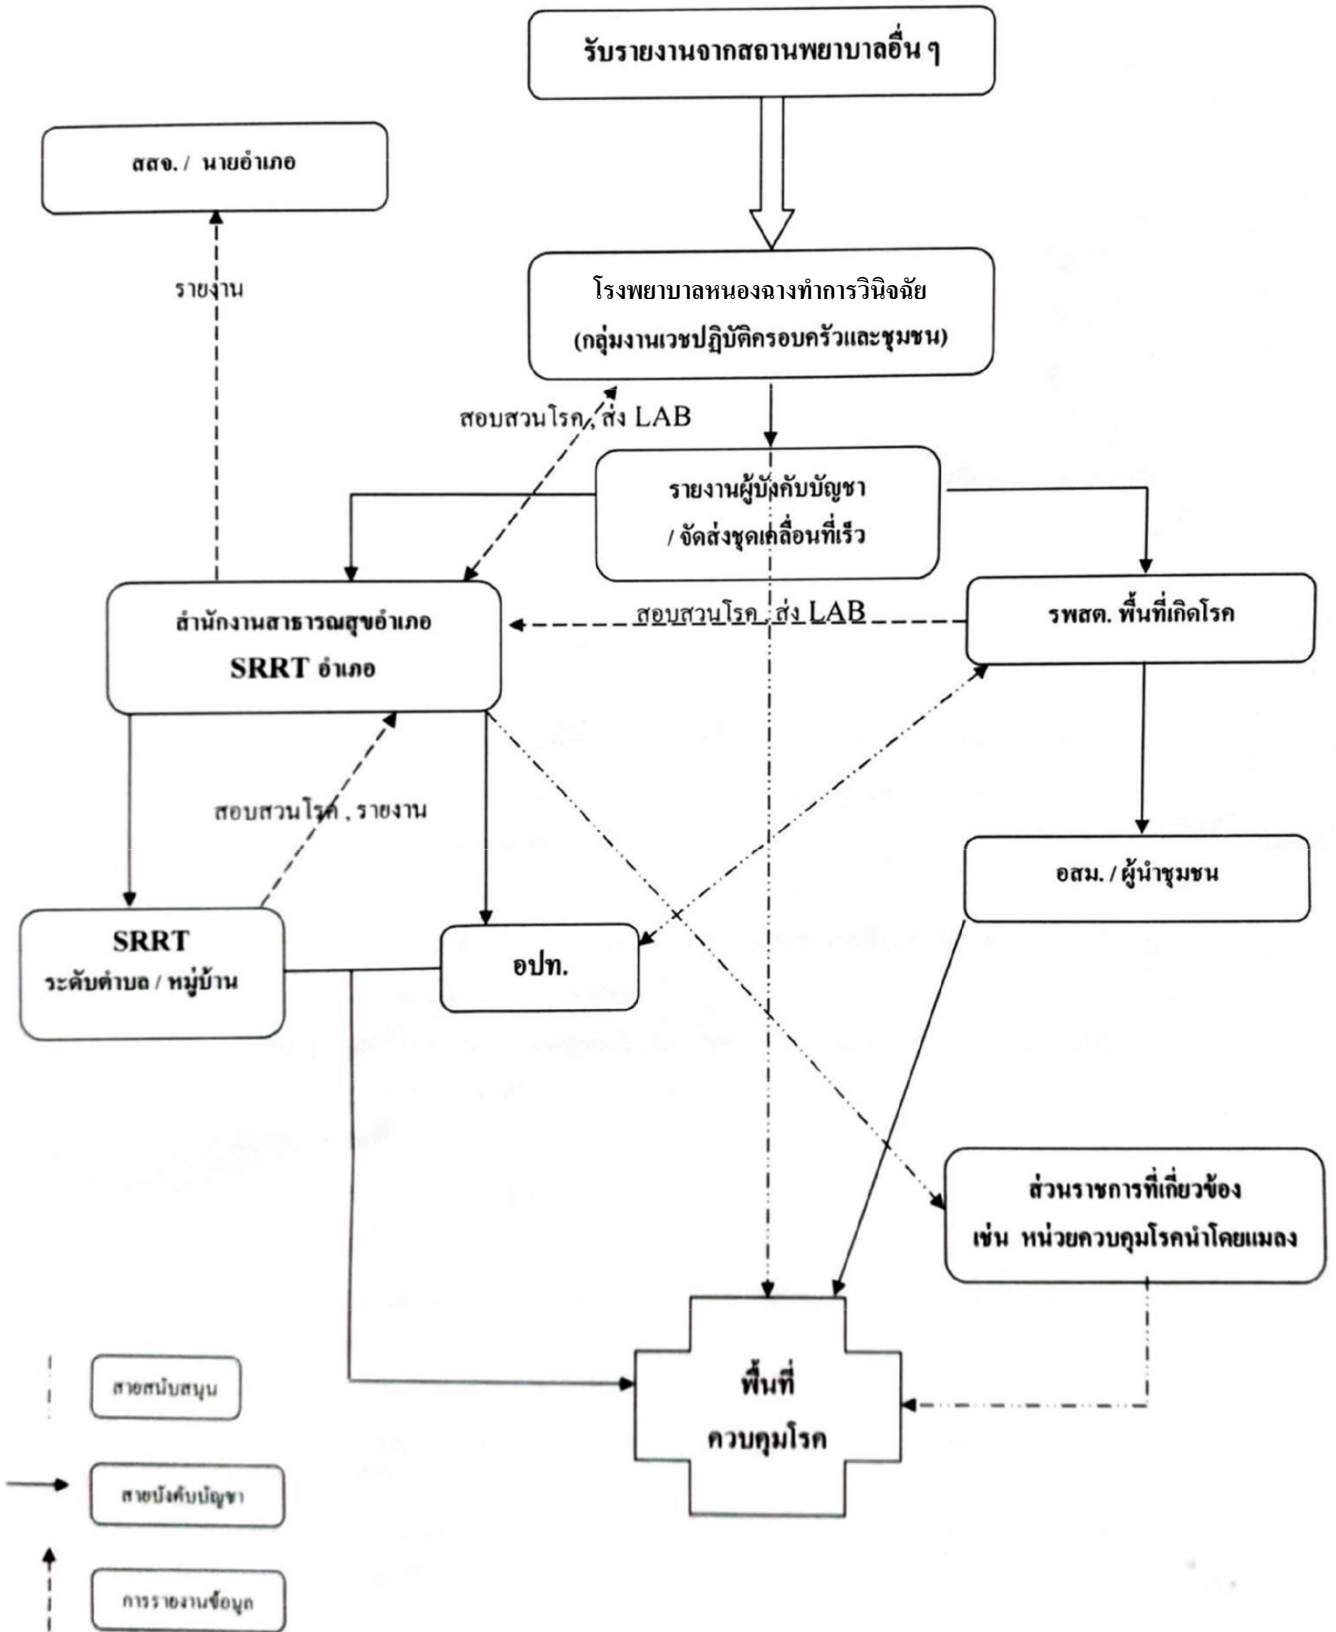 รับรายงานจากสถานพยาบาลอื่น ๆ
สสจ. / นายอำเภอ
รายงาน
โรงพยาบาลหนองฉางทำการวินิจฉัย
(กลุ่มงานเวชปฏิบัติครอบครัวและชุมชน)
สอบสวนโรค , ส่ง LAB
รายงานผู้บังคับบัญชา
/ จัดส่งชุดเคลื่อนที่เร็ว
สำนักงานสาธารณสุขอำเภอ
SRRT อำเภอ
สอบสวนโรค , ส่ง LAB
รพสต. พื้นที่เกิดโรค
สอบสวนโรค , รายงาน
อสม. / ผู้นำชุมชน
SRRT
ระดับตำบล / หมู่บ้าน
อปท.
ส่วนราชการที่เกี่ยวข้อง
เช่น หน่วยควบคุมโรคนำโดยแมลง
พื้นที่
ควบคุมโรค
สายสนับสนุน
สายบังคับบัญชา
การรายงานข้อมูล